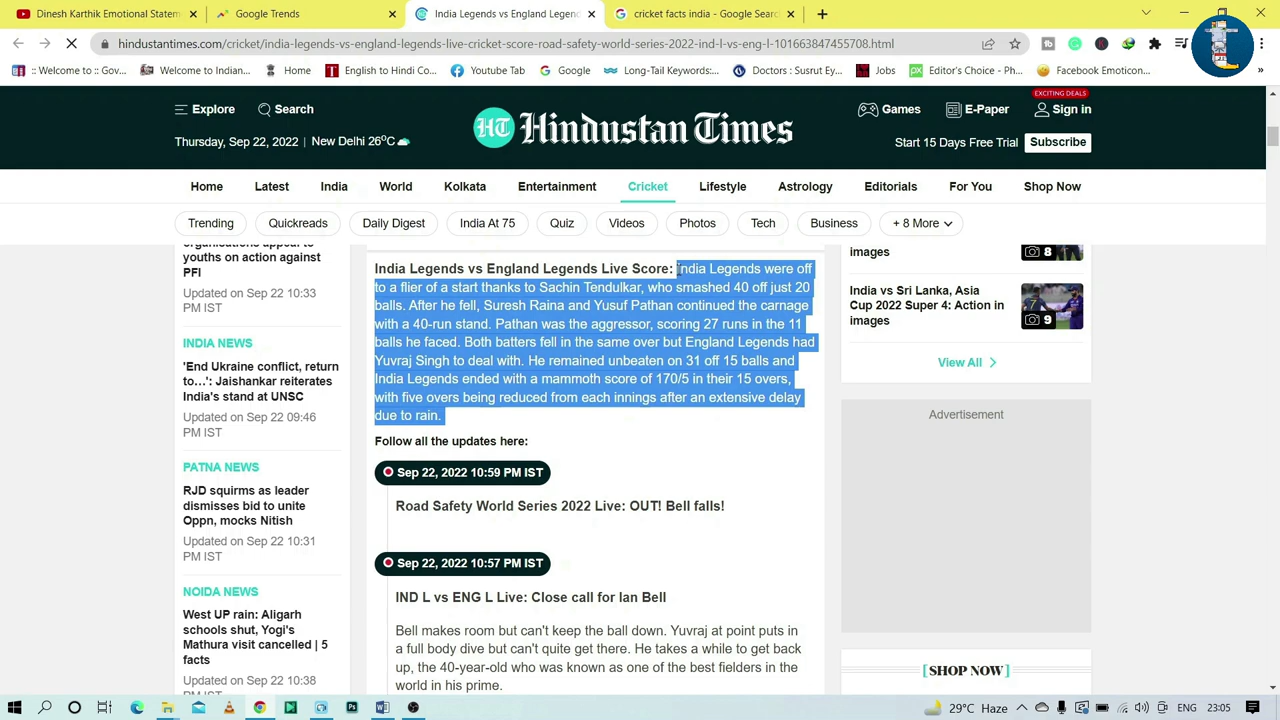 Dinesh Karthik Emotional Statem
Google Trends
India Legends vs England Legend
cricket facts india - Google Searc
hindustantimes.com/cricket/india-legends-vs-england-legends-live-cricket-score-road-safety-world-series-2022-ind-l-vs-eng-l-101663847455708.html
:: Welcome to :: Gov...
Welcome to Indian...
Home
English to Hindi Co...
Youtube Tab
Google
Long-Tail Keywords:...
Doctors : Susrut Ey...
Jobs
Editor's Choice - Ph...
Facebook Emoticon...
»
EXCITING DEALS
Explore
Search
HT Hindustan Times
Games
E-Paper
Sign in
Thursday, Sep 22, 2022 | New Delhi 26°C
Start 15 Days Free Trial
Subscribe
Home
Latest
India
World
Kolkata
Entertainment
Cricket
Lifestyle
Astrology
Editorials
For You
Shop Now
Trending
Quickreads
Daily Digest
India At 75
Quiz
Videos
Photos
Tech
Business
+ 8 More
organisations appeal to
youths on action against
PFI
Updated on Sep 22 10:33
PM IST
INDIA NEWS
'End Ukraine conflict, return
to...': Jaishankar reiterates
India's stand at UNSC
Updated on Sep 22 09:46
PM IST
PATNA NEWS
RJD squirms as leader
dismisses bid to unite
Oppn, mocks Nitish
Updated on Sep 22 10:31
PM IST
NOIDA NEWS
West UP rain: Aligarh
schools shut, Yogi's
Mathura visit cancelled | 5
facts
Updated on Sep 22 10:38
PM IST
India Legends vs England Legends Live Score: India Legends were off
to a flier of a start thanks to Sachin Tendulkar, who smashed 40 off just 20
balls. After he fell, Suresh Raina and Yusuf Pathan continued the carnage
with a 40-run stand. Pathan was the aggressor, scoring 27 runs in the 11
balls he faced. Both batters fell in the same over but England Legends had
Yuvraj Singh to deal with. He remained unbeaten on 31 off 15 balls and
India Legends ended with a mammoth score of 170/5 in their 15 overs,
with five overs being reduced from each innings after an extensive delay
due to rain.
Follow all the updates here:
Sep 22, 2022 10:59 PM IST
Road Safety World Series 2022 Live: OUT! Bell falls!
Sep 22, 2022 10:57 PM IST
IND L vs ENG L Live: Close call for Ian Bell
Bell makes room but can't keep the ball down. Yuvraj at point puts in
a full body dive but can't quite get there. He takes a while to get back
up, the 40-year-old who was known as one of the best fielders in the
world in his prime.
images
8
India vs Sri Lanka, Asia
Cup 2022 Super 4: Action in
images
9
View All
Advertisement
SHOP NOW
29°C Haze
ENG
23:05